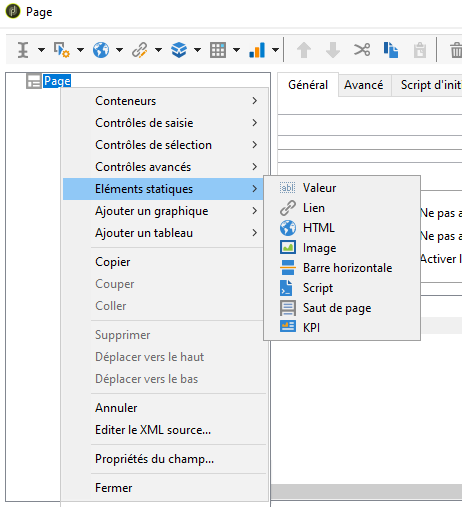 Page
Général
Avancé
Script d'init
Page
Conteneurs
Contrôles de saisie
Contrôles de sélection
Contrôles avancés
Eléments statiques
Ajouter un graphique
Ajouter un tableau
Copier
Couper
Coller
Supprimer
Déplacer vers le haut
Déplacer vers le bas
Annuler
Editer le XML source...
Propriétés du champ...
Fermer
abl Valeur
Lien
HTML
Image
Barre horizontale
Script
Saut de page
KPI
Ne pas a
Ne pas a
Activer l